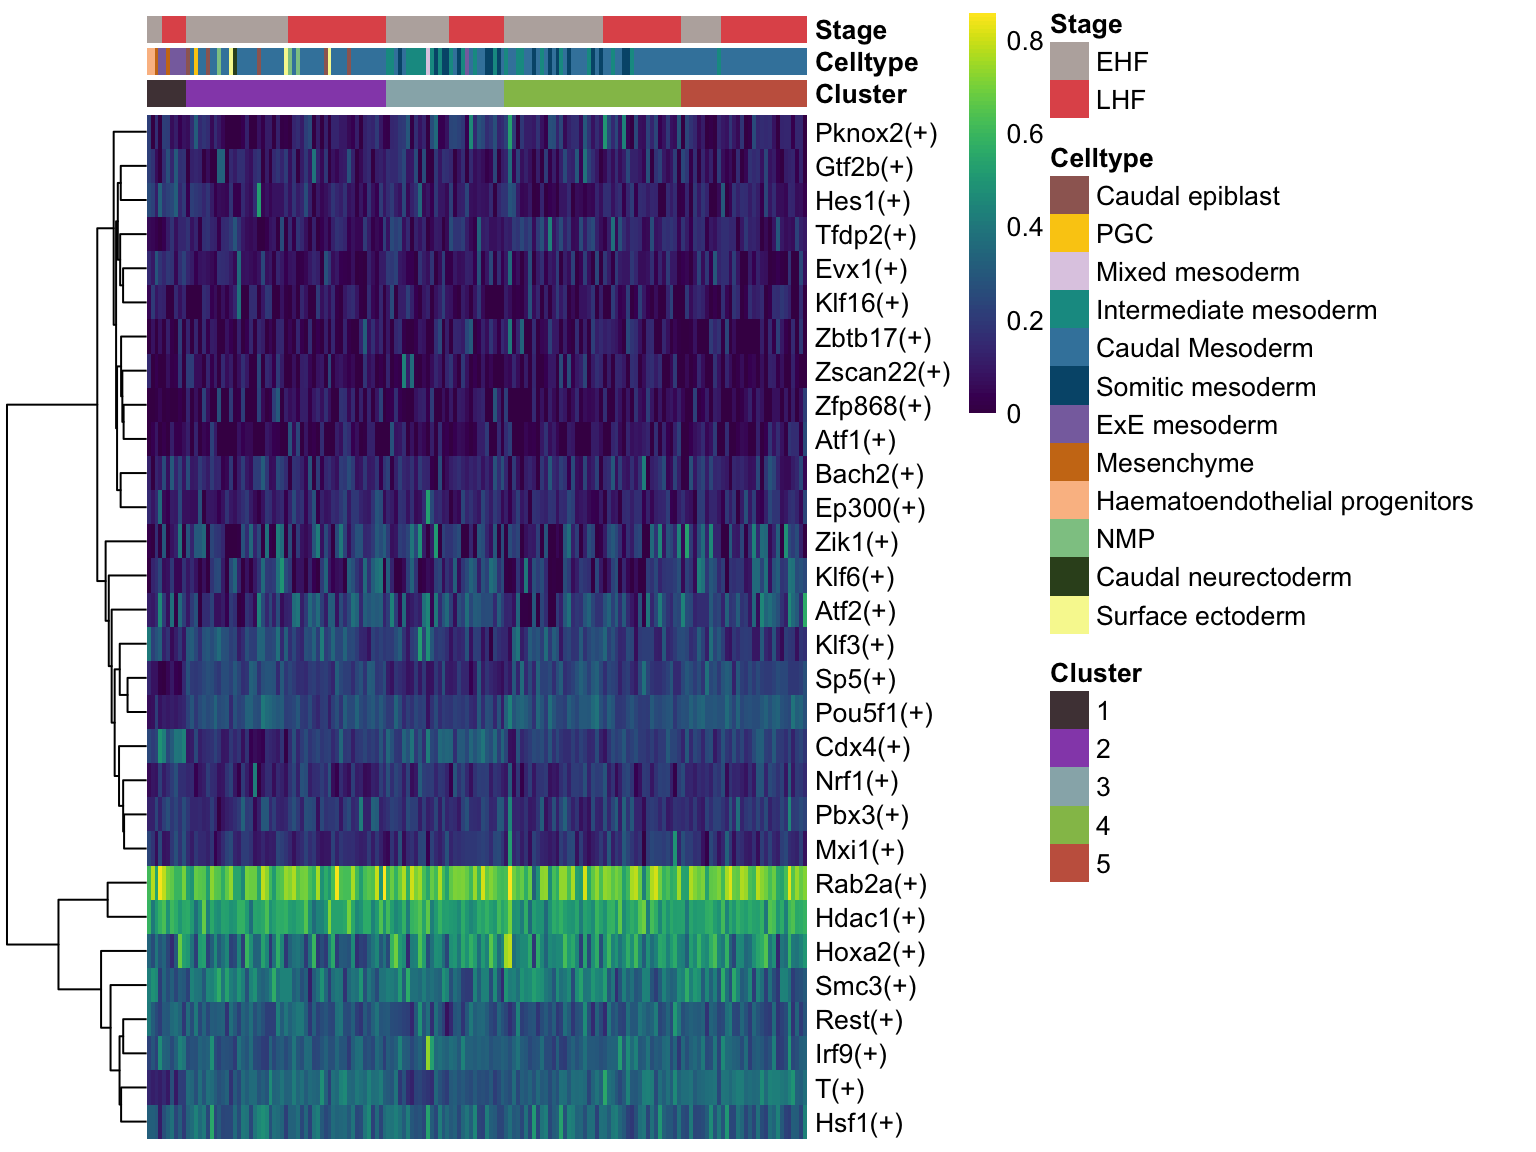 Stage
Celltype
Cluster
Pknox2(+)
Gtf2b(+)
Hes1(+)
Tfdp2(+)
Evx1(+)
Klf16(+)
Zbtb17(+)
Zscan22(+)
Zfp868(+)
Atf1(+)
Bach2(+)
Ep300(+)
Zik1(+)
Klf6(+)
Atf2(+)
Klf3(+)
Sp5(+)
Pou5f1(+)
Cdx4(+)
Nrf1(+)
Pbx3(+)
Mxi1(+)
Rab2a(+)
Hdac1(+)
Hoxa2(+)
Smc3(+)
Rest(+)
Irf9(+)
T(+)
Hsf1(+)
0.8
0.6
0.4
0.2
0
Stage
EHF
LHF
Celltype
Caudal epiblast
PGC
Mixed mesoderm
Intermediate mesoderm
Caudal Mesoderm
Somitic mesoderm
ExE mesoderm
Mesenchyme
Haematoendothelial progenitors
NMP
Caudal neurectoderm
Surface ectoderm
Cluster
1
2
3
4
5